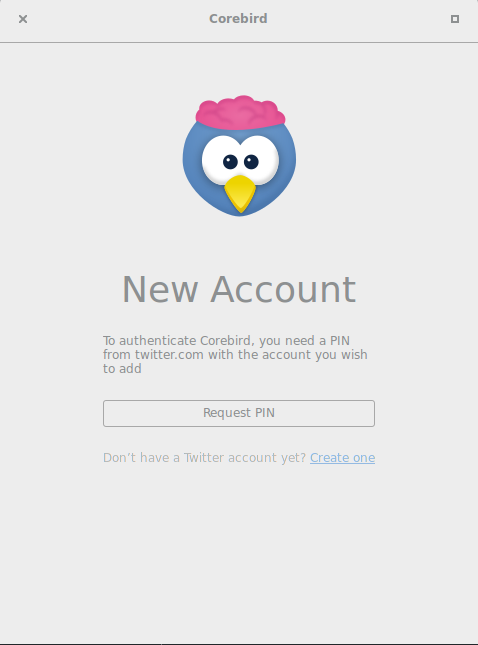 Corebird
New Account
To authenticate Corebird, you need a PIN
from twitter.com with the account you wish
to add
Request PIN
Don’t have a Twitter account yet? Create one